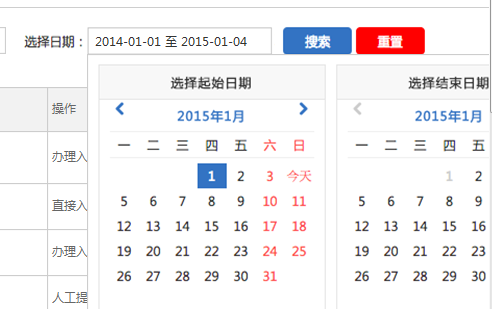 选择日期： 2014-01-01 至 2015-01-04 搜索 重置
操作
办理入
直接入
办理入
人工提
选择起始日期
2015年1月
一 二 三 四 五 六 日
1 2 3 今天
5 6 7 8 9 10 11
12 13 14 15 16 17 18
19 20 21 22 23 24 25
26 27 28 29 30 31
选择结束日期
2015年1月
一 二 三 四 五
1 2
5 6 7 8 9
12 13 14 15 16
19 20 21 22 23
26 27 28 29 30